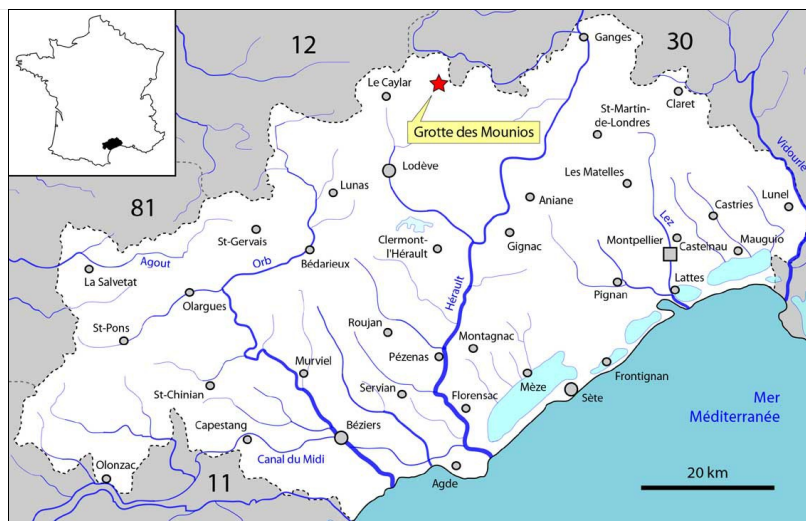 12
30
Ganges
Le Caylar
Claret
Grotte des Mounios
St-Martin-
de-Londres
Vidourle
Lodève
Lunas
Les Matelles
81
Aniane
Lez
Castries
Lunel
St-Gervais
Clermont-
l'Hérault
Gignac
Montpellier
Castelnau
Mauguio
Agout
Orb
Bédarieux
La Salvetat
Hérault
Pignan
Lattes
Olargues
St-Pons
Roujan
Montagnac
Pézenas
Murviel
Mèze
Frontignan
St-Chinian
Servian
Florensac
Sète
Mer
Méditerranée
Capestang
Béziers
Canal du Midi
Olonzac
11
Agde
20 km